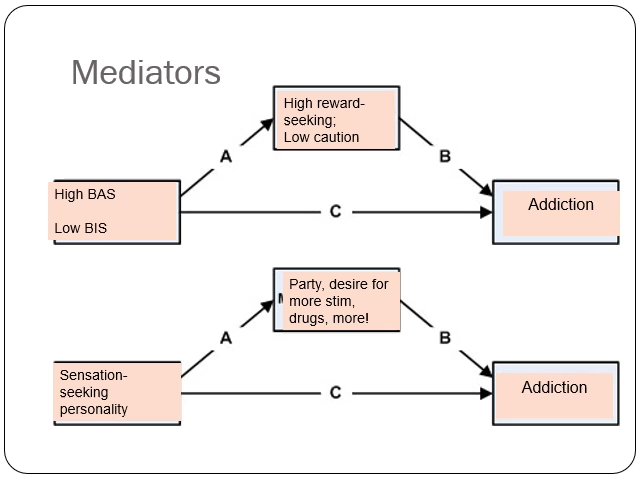 Mediators
High reward-
seeking;
Low caution
A
B
High BAS
Low BIS
C
Addiction
Party, desire for
more stim,
drugs, more!
A
B
Sensation-
seeking
personality
C
Addiction